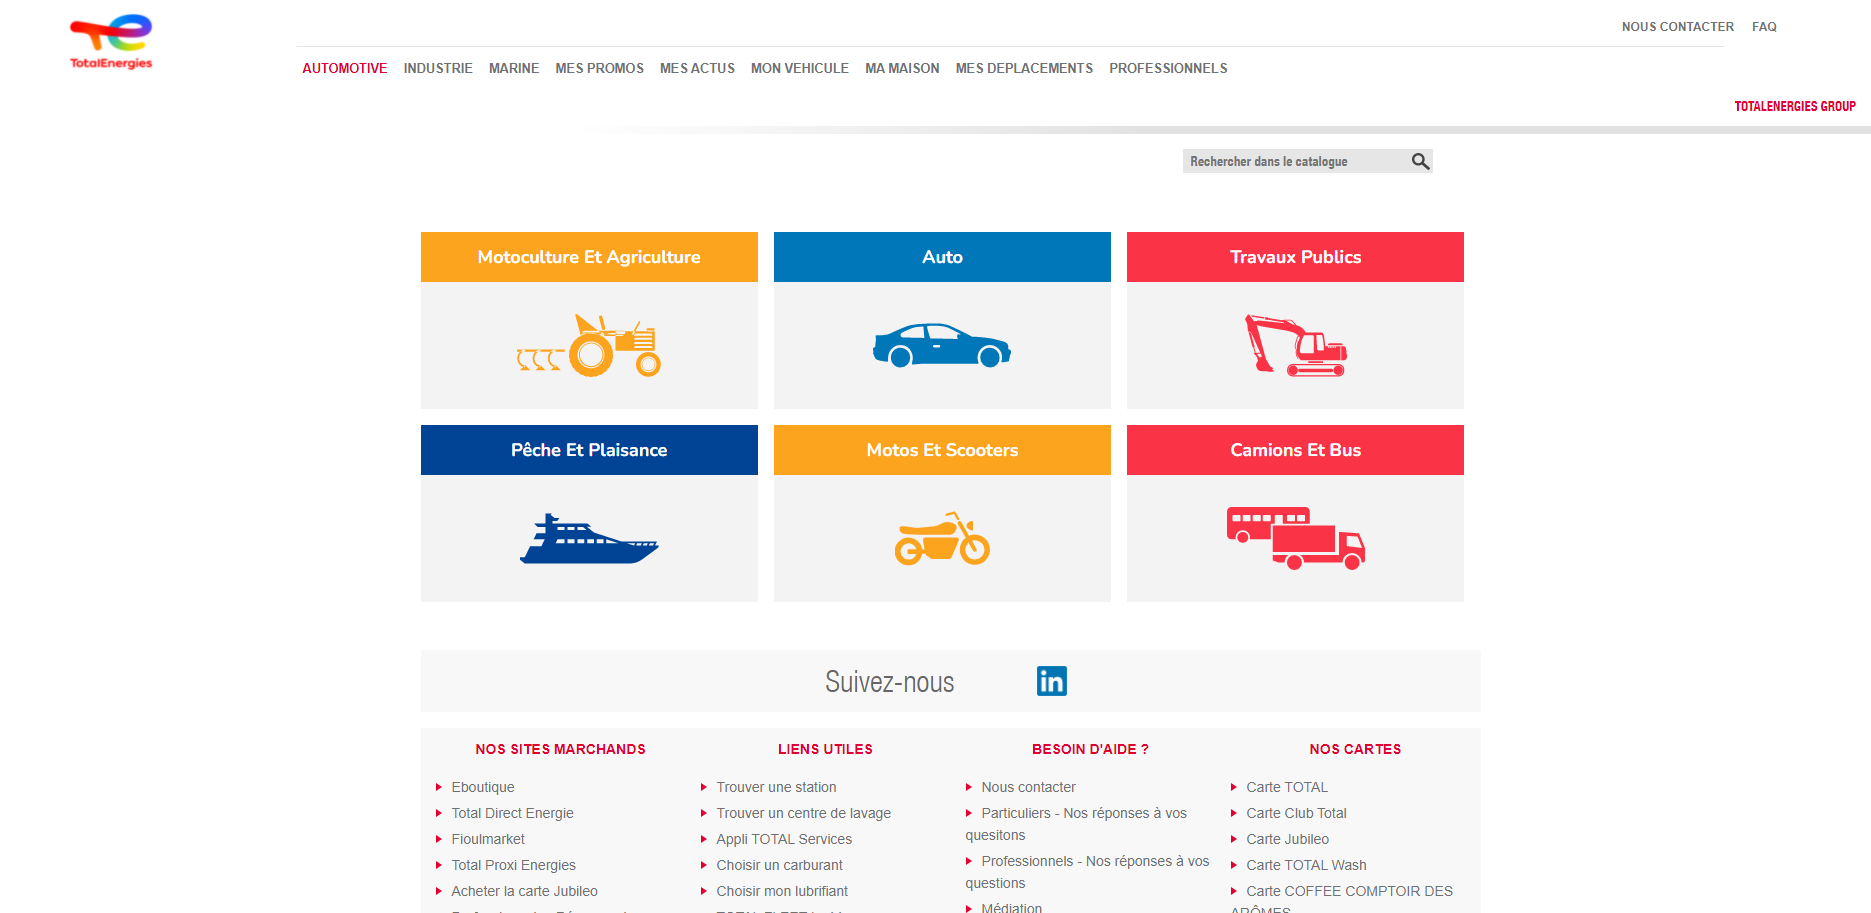 TotalEnergies
NOUS CONTACTER FAQ
AUTOMOTIVE INDUSTRIE MARINE MES PROMOS MES ACTUS MON VEHICULE MA MAISON MES DEPLACEMENTS PROFESSIONNELS
TOTALENERGIES GROUP
Rechercher dans le catalogue
Motoculture Et Agriculture
Auto
Travaux Publics
Pêche Et Plaisance
Motos Et Scooters
Camions Et Bus
Suivez-nous
in
NOS SITES MARCHANDS
Eboutique
Total Direct Energie
Fioulmarket
Total Proxi Energies
Acheter la carte Jubileo
LIENS UTILES
Trouver une station
Trouver un centre de lavage
Appli TOTAL Services
Choisir un carburant
Choisir mon lubrifiant
BESOIN D'AIDE ?
Nous contacter
Particuliers - Nos réponses à vos
quesitons
Professionnels - Nos réponses à vos
questions
Médiation
NOS CARTES
Carte TOTAL
Carte Club Total
Carte Jubileo
Carte TOTAL Wash
Carte COFFEE COMPTOIR DES
ARÔMES